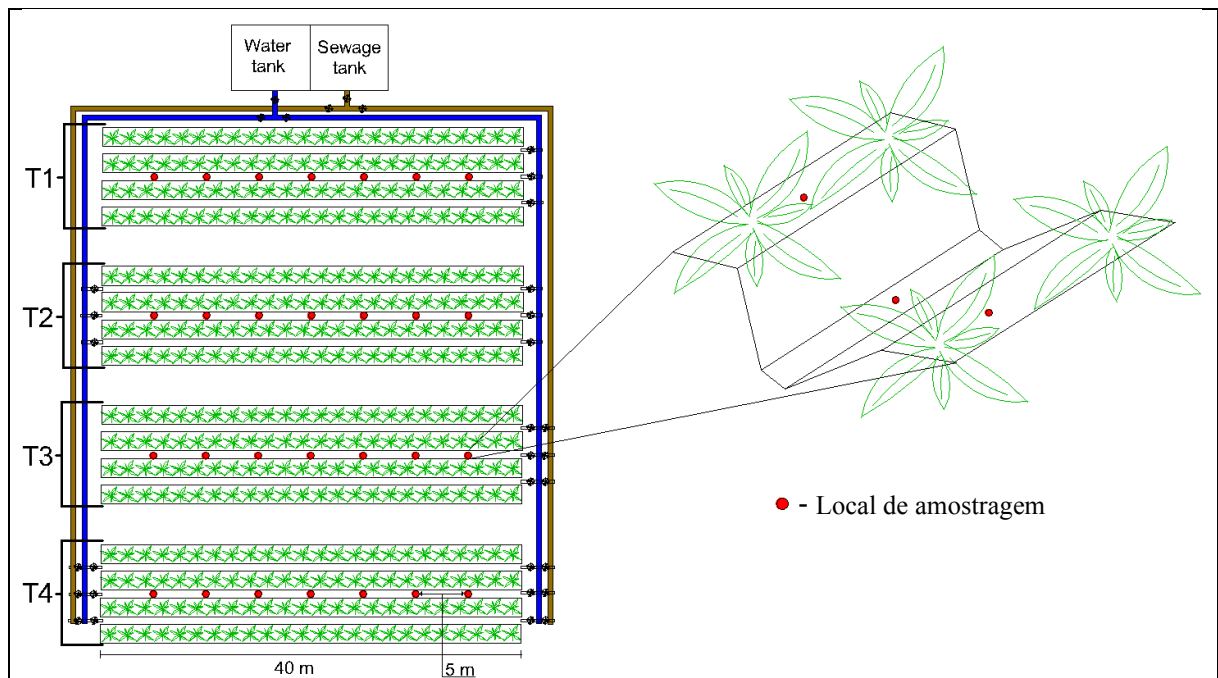 Water
tank
Sewage
tank
T1
T2
T3
T4
- Local de amostragem
40 m
5 m